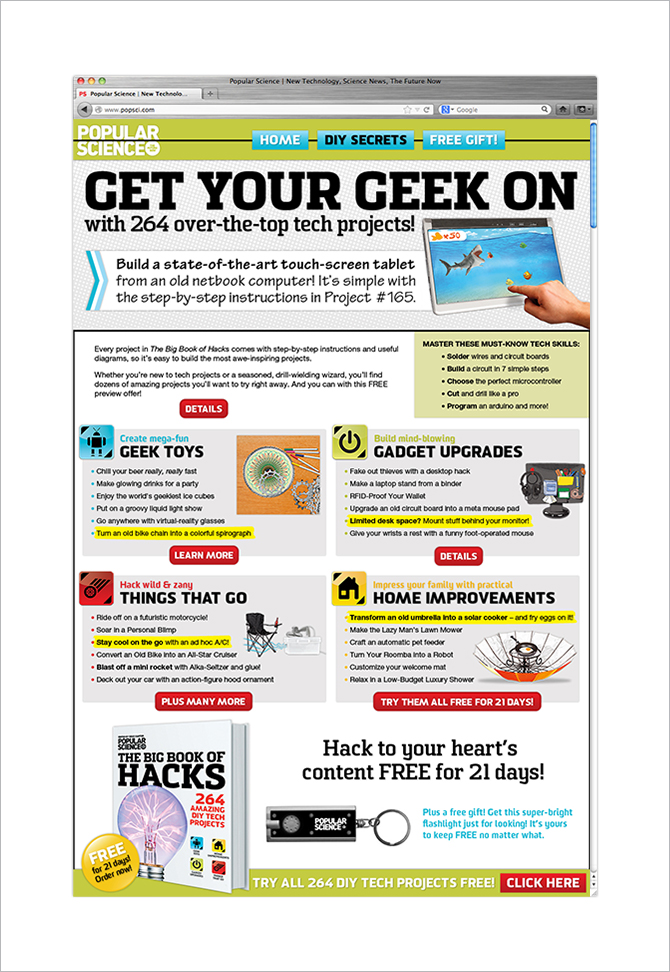 Popular Science | New Technology, Science News, The Future Now
PS Popular Science | New Technolo...
www.popsci.com
Google
POPULAR
SCIENCE
HOME
DIY SECRETS
FREE GIFT!
GET YOUR GEEK ON
with 264 over-the-top tech projects!
x50
Build a state-of-the-art touch-screen tablet
from an old netbook computer! It's simple with
the step-by-step instructions in Project #165.
Every project in The Big Book of Hacks comes with step-by-step instructions and useful
diagrams, so it's easy to build the most awe-inspiring projects.
Whether you're new to tech projects or a seasoned, drill-wielding wizard, you'll find
dozens of amazing projects you'll want to try right away. And you can with this FREE
preview offer!
DETAILS
MASTER THESE MUST-KNOW TECH SKILLS:
• Solder wires and circuit boards
• Build a circuit in 7 simple steps
• Choose the perfect microcontroller
• Cut and drill like a pro
• Program an arduino and more!
Create mega-fun
GEEK TOYS
• Chill your beer really, really fast
• Make glowing drinks for a party
• Enjoy the world's geekiest ice cubes
• Put on a groovy liquid light show
• Go anywhere with virtual-reality glasses
• Turn an old bike chain into a colorful spirograph
LEARN MORE
Build mind-blowing
GADGET UPGRADES
• Fake out thieves with a desktop hack
• Make a laptop stand from a binder
• RFID-Proof Your Wallet
• Upgrade an old circuit board into a meta mouse pad
• Limited desk space? Mount stuff behind your monitor!
• Give your wrists a rest with a funny foot-operated mouse
DETAILS
Hack wild & zany
THINGS THAT GO
• Ride off on a futuristic motorcycle!
• Soar in a Personal Blimp
• Stay cool on the go with an ad hoc A/C!
• Convert an Old Bike into an All-Star Cruiser
• Blast off a mini rocket with Alka-Seltzer and glue!
• Deck out your car with an action-figure hood ornament
PLUS MANY MORE
Impress your family with practical
HOME IMPROVEMENTS
• Transform an old umbrella into a solar cooker – and fry eggs on it!
• Make the Lazy Man's Lawn Mower
• Craft an automatic pet feeder
• Turn Your Roomba into a Robot
• Customize your welcome mat
• Relax in a Low-Budget Luxury Shower
TRY THEM ALL FREE FOR 21 DAYS!
POPULAR
SCIENCE
THE BIG BOOK OF
HACKS
264
AMAZING
DIY TECH
PROJECTS
FREE
for 21 days!
Order now!
Hack to your heart's
content FREE for 21 days!
POPULAR
SCIENCE
Plus a free gift! Get this super-bright
flashlight just for looking! It's yours
to keep FREE no matter what.
TRY ALL 264 DIY TECH PROJECTS FREE!
CLICK HERE